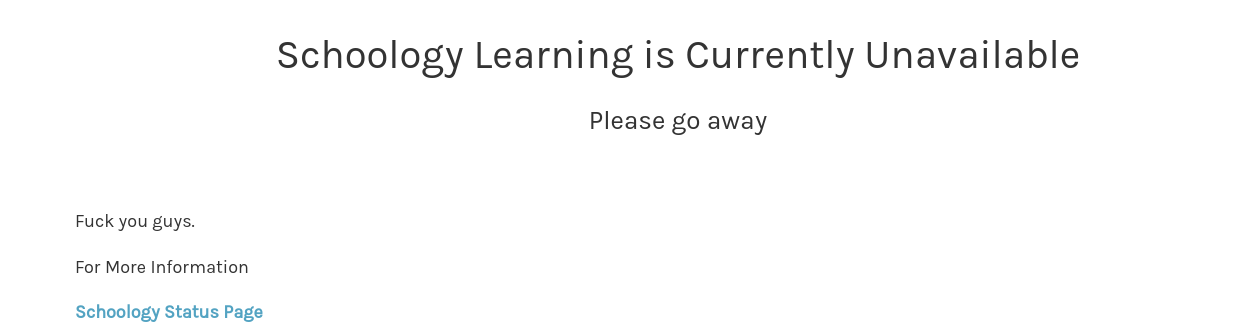 Schoology Learning is Currently Unavailable
Please go away
Fuck you guys.
For More Information
Schoology Status Page